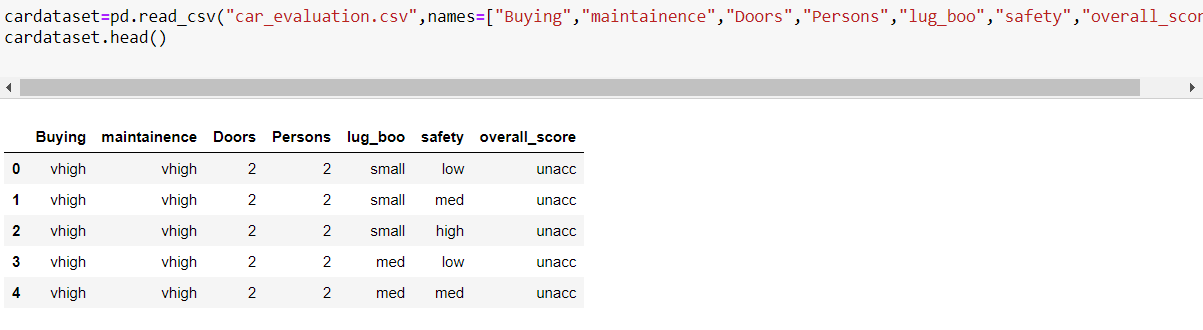 cardataset=pd.read_csv("car_evaluation.csv",names=["Buying","maintainence","Doors","Persons","lug_boo","safety","overall_scor
cardataset.head()
Buying maintainence Doors Persons lug_boo safety overall_score
0 vhigh vhigh 2 2 small low unacc
1 vhigh vhigh 2 2 small med unacc
2 vhigh vhigh 2 2 small high unacc
3 vhigh vhigh 2 2 med low unacc
4 vhigh vhigh 2 2 med med unacc